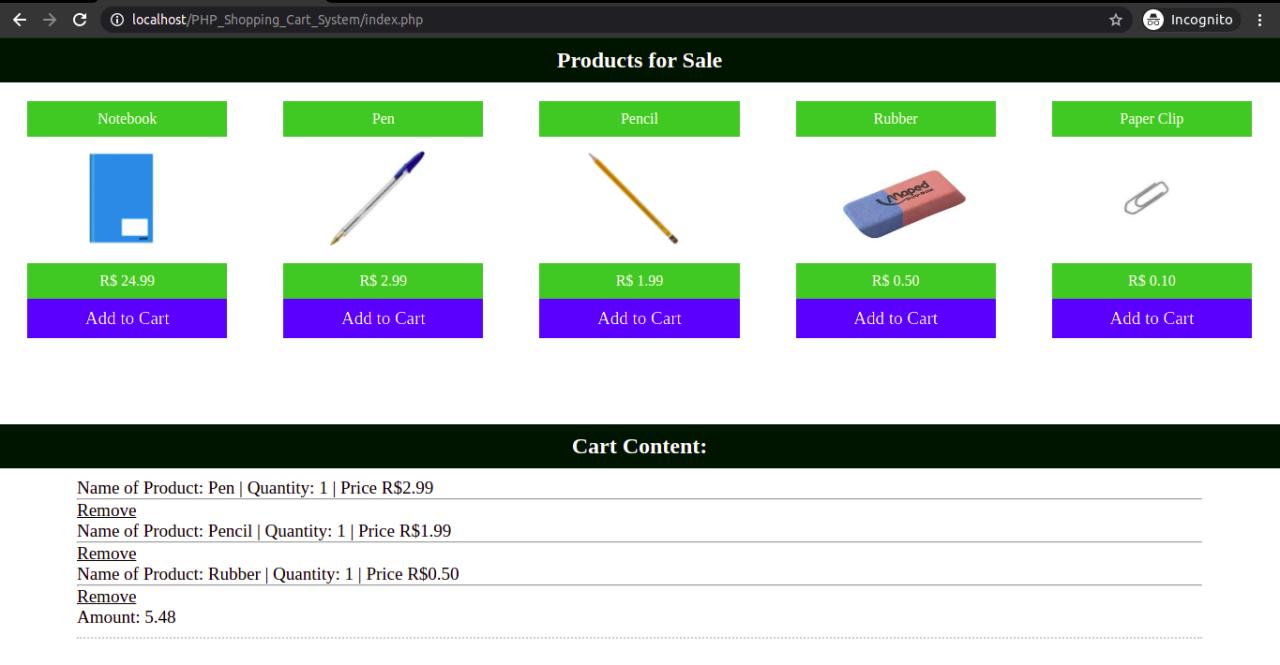 localhost/PHP_Shopping_Cart_System/index.php
Incognito
Products for Sale
Notebook
Pen
Pencil
Rubber
Paper Clip
Maped
R$ 24.99
R$ 2.99
R$ 1.99
R$ 0.50
R$ 0.10
Add to Cart
Add to Cart
Add to Cart
Add to Cart
Add to Cart
Cart Content:
Name of Product: Pen | Quantity: 1 | Price R$2.99
Remove
Name of Product: Pencil | Quantity: 1 | Price R$1.99
Remove
Name of Product: Rubber | Quantity: 1 | Price R$0.50
Remove
Amount: 5.48